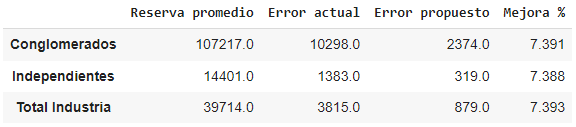 Reserva promedio Error actual Error propuesto Mejora %
Conglomerados 107217.0 10298.0 2374.0 7.391
Independientes 14401.0 1383.0 319.0 7.388
Total Industria 39714.0 3815.0 879.0 7.393